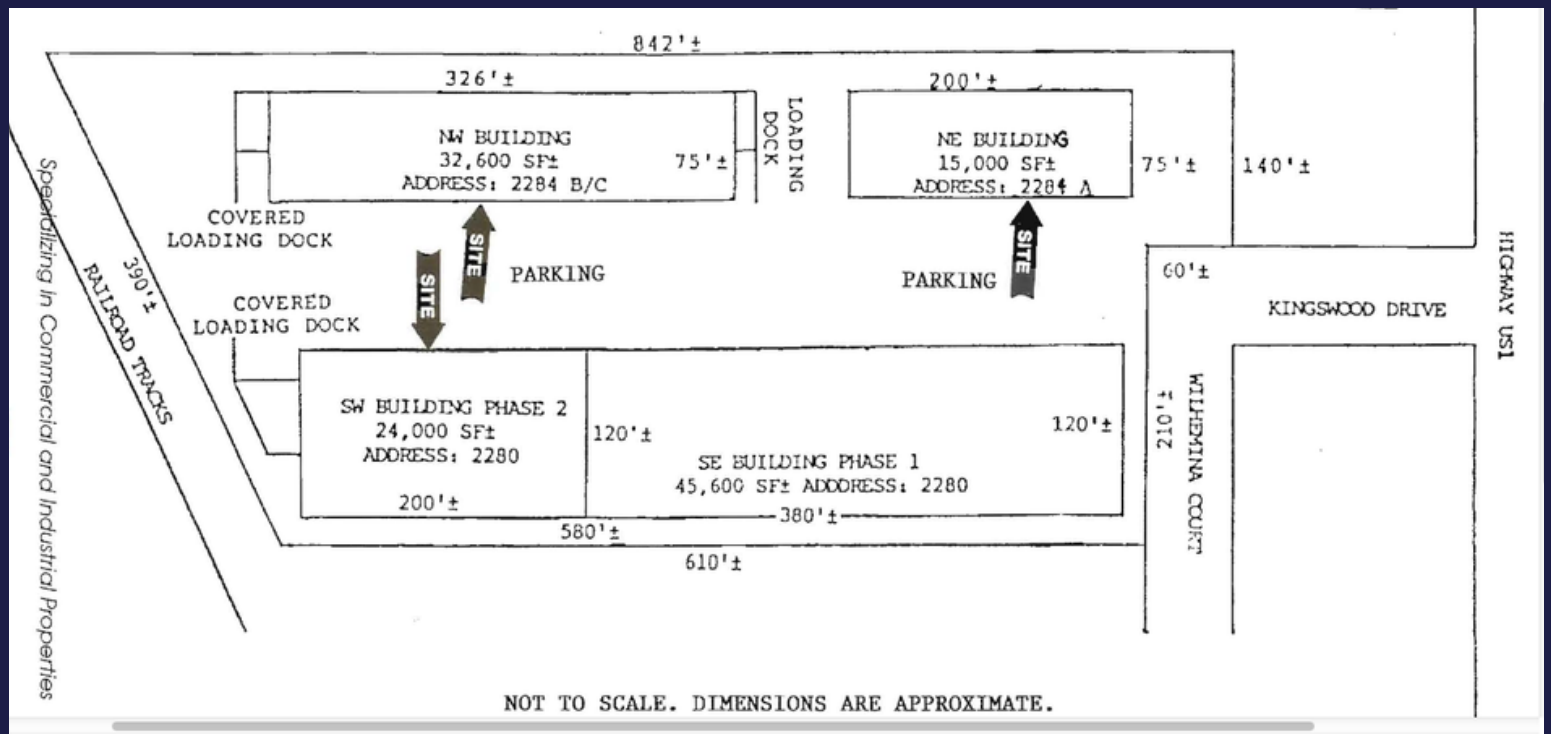 842'±
326'±
200'±
NW BUILDING
32,600 SF±
ADDRESS: 2284 B/C
75'±
LOADING
DOCK
NE BUILDING
15,000 SF±
ADDRESS: 2284 A
75'±
140'±
COVERED
LOADING DOCK
SITE
SITE
PARKING
PARKING
SITE
60'±
KINGSWOOD DRIVE
HIGHWAY US1
390'±
RAILROAD TRACKS
Specializing in Commercial and Industrial Properties
COVERED
LOADING DOCK
SW BUILDING PHASE 2
24,000 SF±
ADDRESS: 2280
200'±
120'±
SE BUILDING PHASE 1
45,600 SF± ADDDRESS: 2280
380'±
120'±
210'±
WILHEMINA COURT
580'±
610'±
NOT TO SCALE. DIMENSIONS ARE APPROXIMATE.